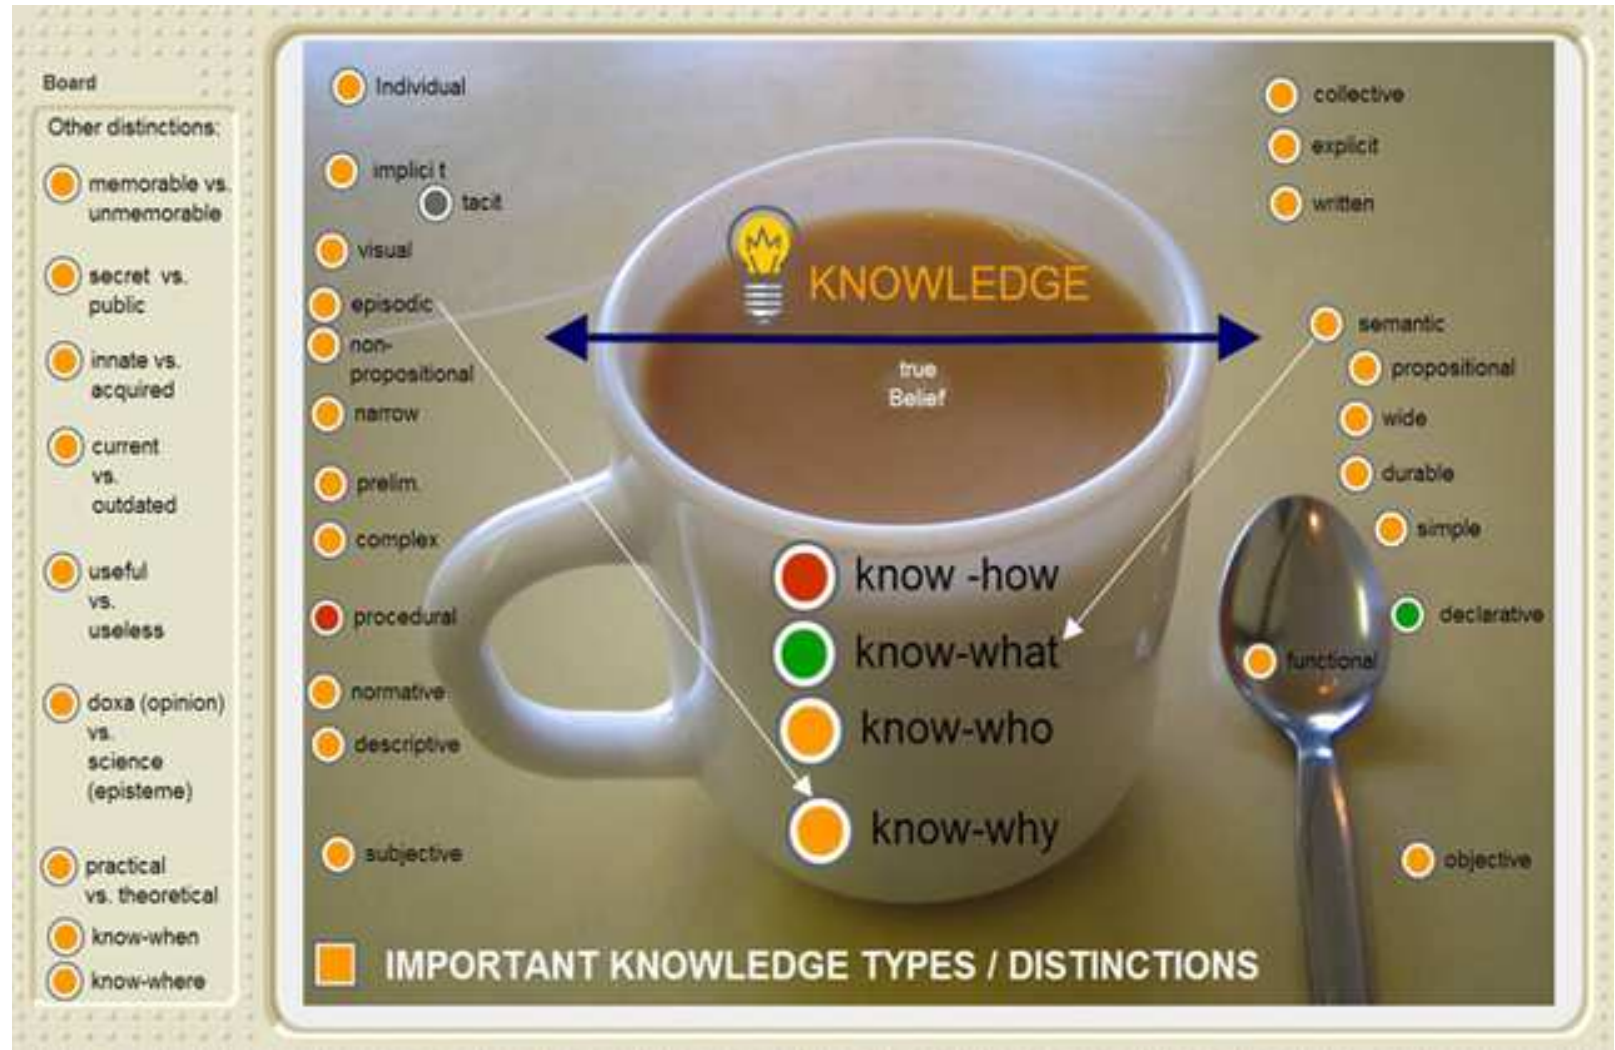 Board
Other distinctions:
memorable vs.
unmemorable
secret vs.
public
innate vs.
acquired
current
vs.
outdated
useful
vs.
useless
doxa (opinion)
vs.
science
(episteme)
practical
vs. theoretical
know-when
know-where
Individual
implici t
tacit
visual
episodic
non-
propositional
narrow
prelim.
complex
procedural
normative
descriptive
subjective
KNOWLEDGE
true
Belief
know -how
know-what
know-who
know-why
collective
explicit
written
semantic
propositional
wide
durable
simple
declarative
functional
objective
IMPORTANT KNOWLEDGE TYPES / DISTINCTIONS